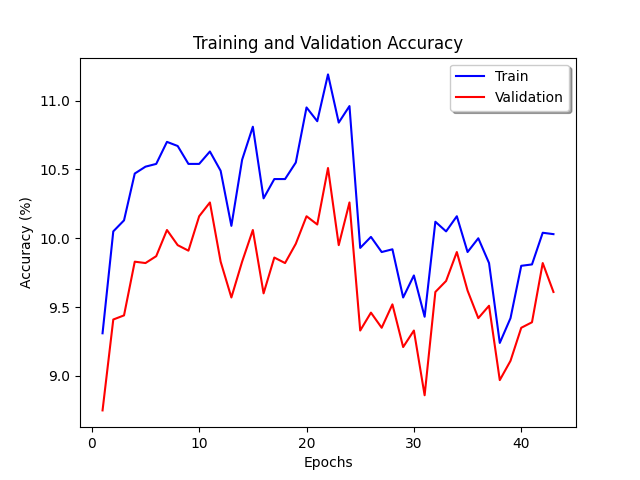 Training and Validation Accuracy
Train
Validation
Accuracy (%)
11.0
10.5
10.0
9.5
9.0
0 10 20 30 40
Epochs